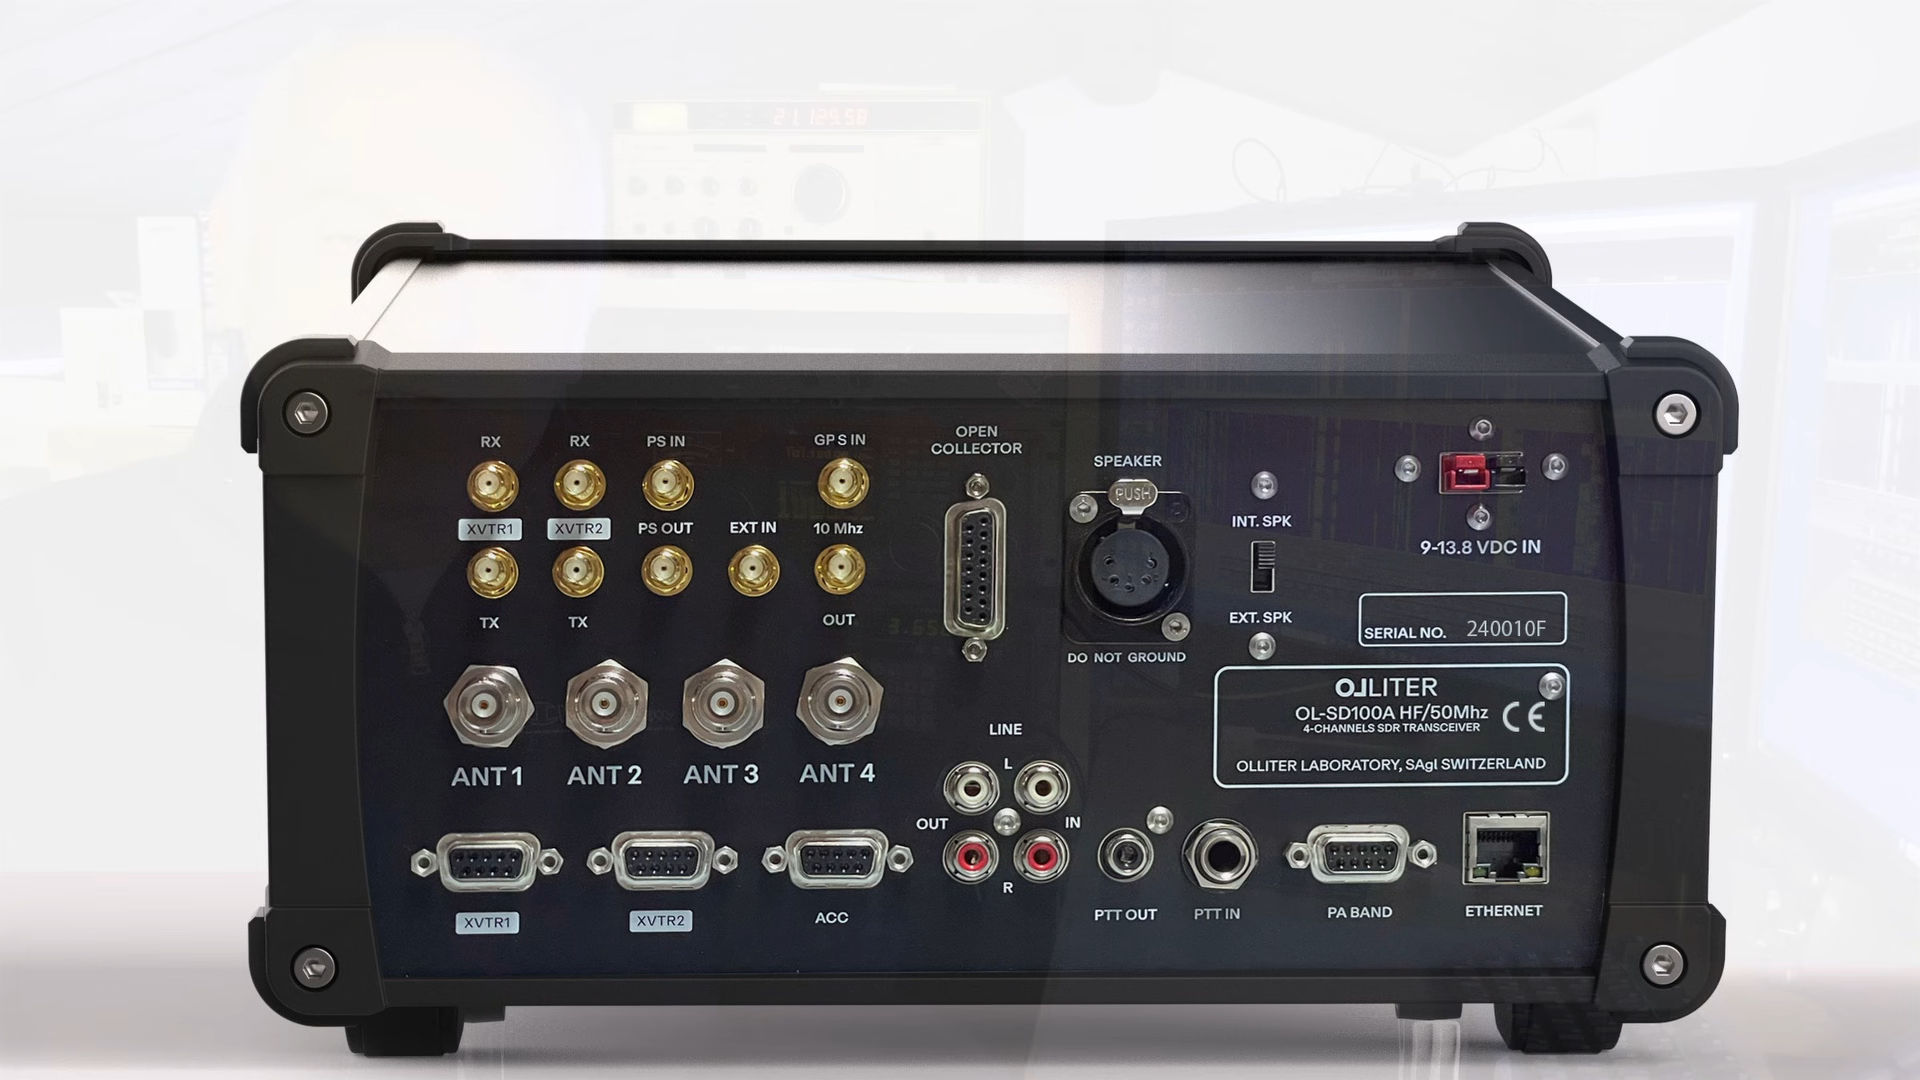 RX RX PS IN GPS IN
XVTR1 XVTR2 PS OUT EXT IN 10 Mhz
TX TX OUT
OPEN
COLLECTOR
SPEAKER
PUSH
DO NOT GROUND
INT. SPK
EXT. SPK
9-13.8 VDC IN
SERIAL NO. 240010F
OLLITER
OL-SD100A HF/50Mhz
4-CHANNELS SDR TRANSCEIVER
CE
OLLITER LABORATORY, SAgl SWITZERLAND
ANT 1 ANT 2 ANT 3 ANT 4
LINE
L
OUT IN
R
XVTR1 XVTR2 ACC
PTT OUT PTT IN PA BAND ETHERNET